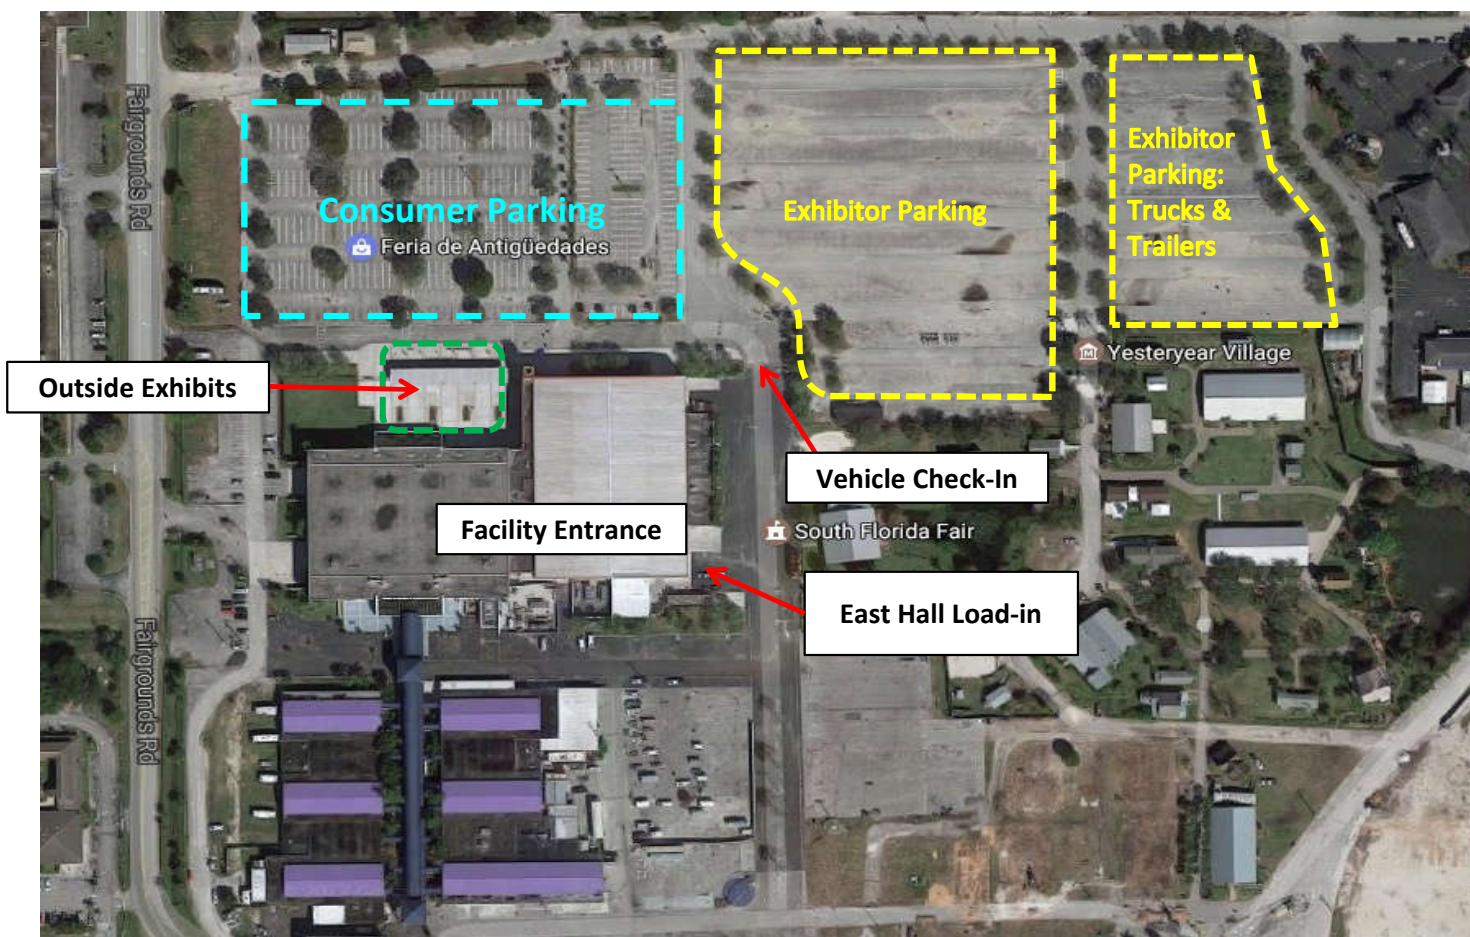 Fairgrounds Rd
Consumer Parking
Feria de Antigüedades
Exhibitor Parking
Exhibitor
Parking:
Trucks &
Trailers
Yesteryear Village
Outside Exhibits
Vehicle Check-In
Facility Entrance
South Florida Fair
East Hall Load-in
Fairgrounds Rd